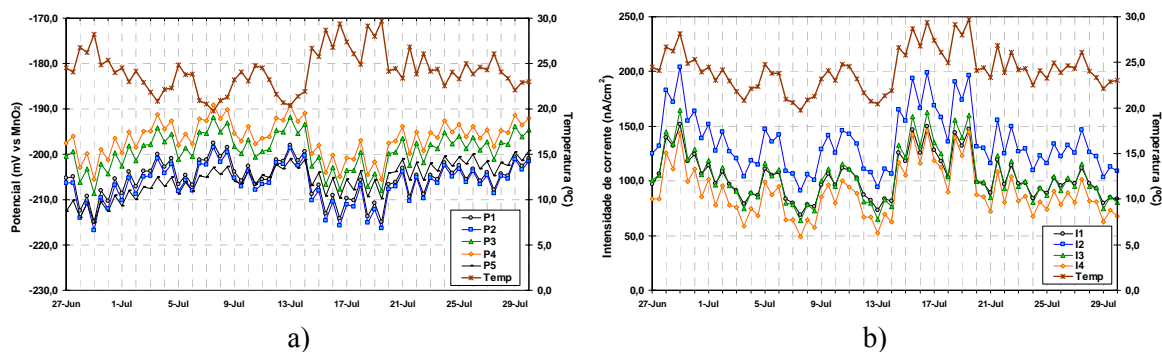 -170,0
-180,0
-190,0
-200,0
-210,0
-220,0
-230,0
Potencial (mV vs MnO₂)
30,0
25,0
20,0
15,0
10,0
5,0
0,0
Temperatura (ºC)
P1
P2
P3
P4
P5
Temp
27-Jun 1-Jul 5-Jul 9-Jul 13-Jul 17-Jul 21-Jul 25-Jul 29-Jul
a)
250,0
200,0
150,0
100,0
50,0
0,0
Intensidade de corrente (nA/cm²)
30,0
25,0
20,0
15,0
10,0
5,0
0,0
Temperatura (ºC)
I1
I2
I3
I4
Temp
27-Jun 1-Jul 5-Jul 9-Jul 13-Jul 17-Jul 21-Jul 25-Jul 29-Jul
b)